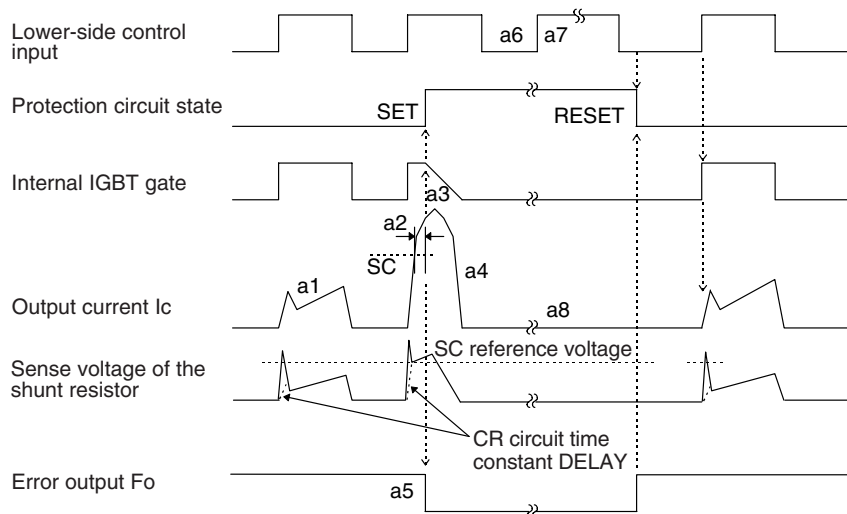 Lower-side control
input
a6
a7
Protection circuit state
SET
RESET
Internal IGBT gate
a3
a2
SC
a4
a1
Output current Ic
a8
SC reference voltage
Sense voltage of the
shunt resistor
CR circuit time
constant DELAY
Error output Fo
a5